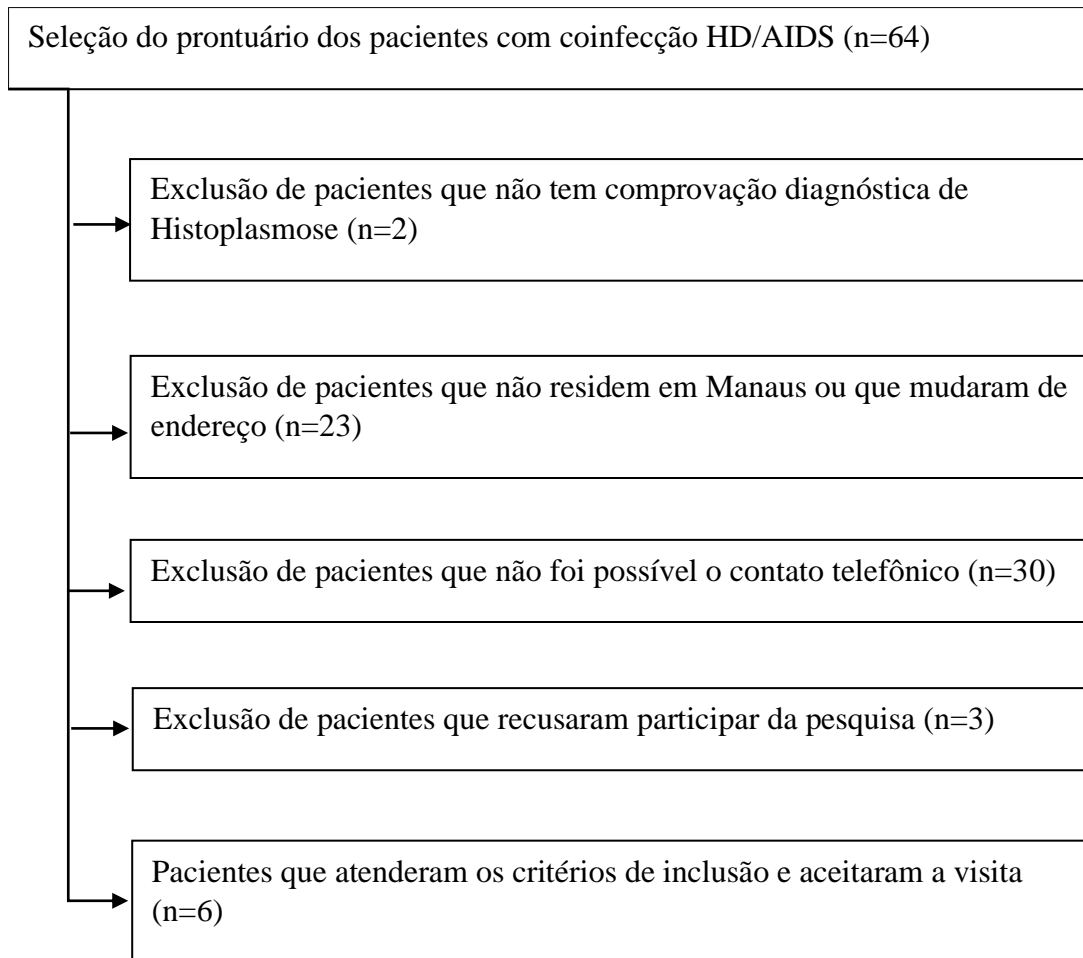 Seleção do prontuário dos pacientes com coinfecção HD/AIDS (n=64)
Exclusão de pacientes que não tem comprovação diagnóstica de
Histoplasmose (n=2)
Exclusão de pacientes que não residem em Manaus ou que mudaram de
endereço (n=23)
Exclusão de pacientes que não foi possível o contato telefônico (n=30)
Exclusão de pacientes que recusaram participar da pesquisa (n=3)
Pacientes que atenderam os critérios de inclusão e aceitaram a visita
(n=6)